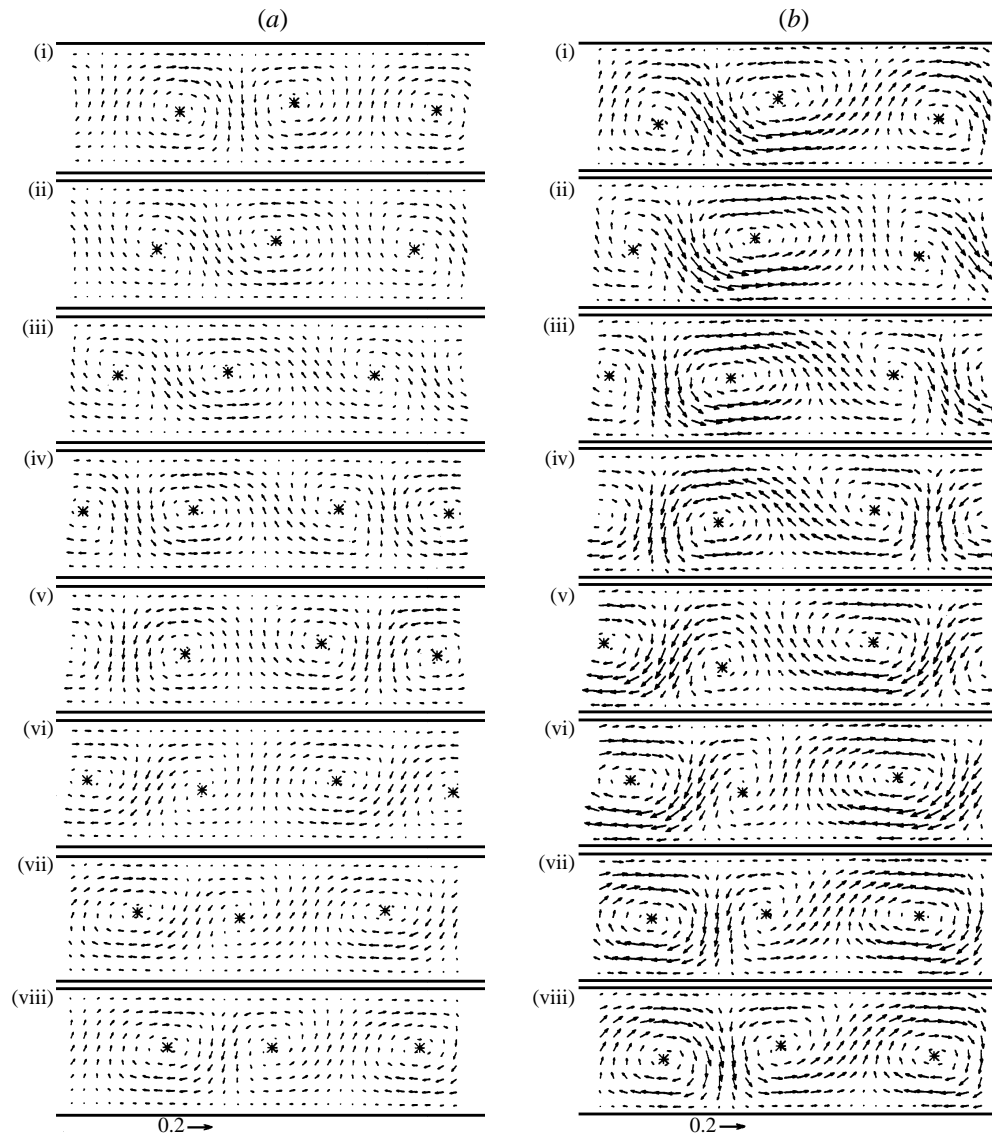 (a) (b)
(i) (i)
(ii) (ii)
(iii) (iii)
(iv) (iv)
(v) (v)
(vi) (vi)
(vii) (vii)
(viii) (viii)
0.2 0.2